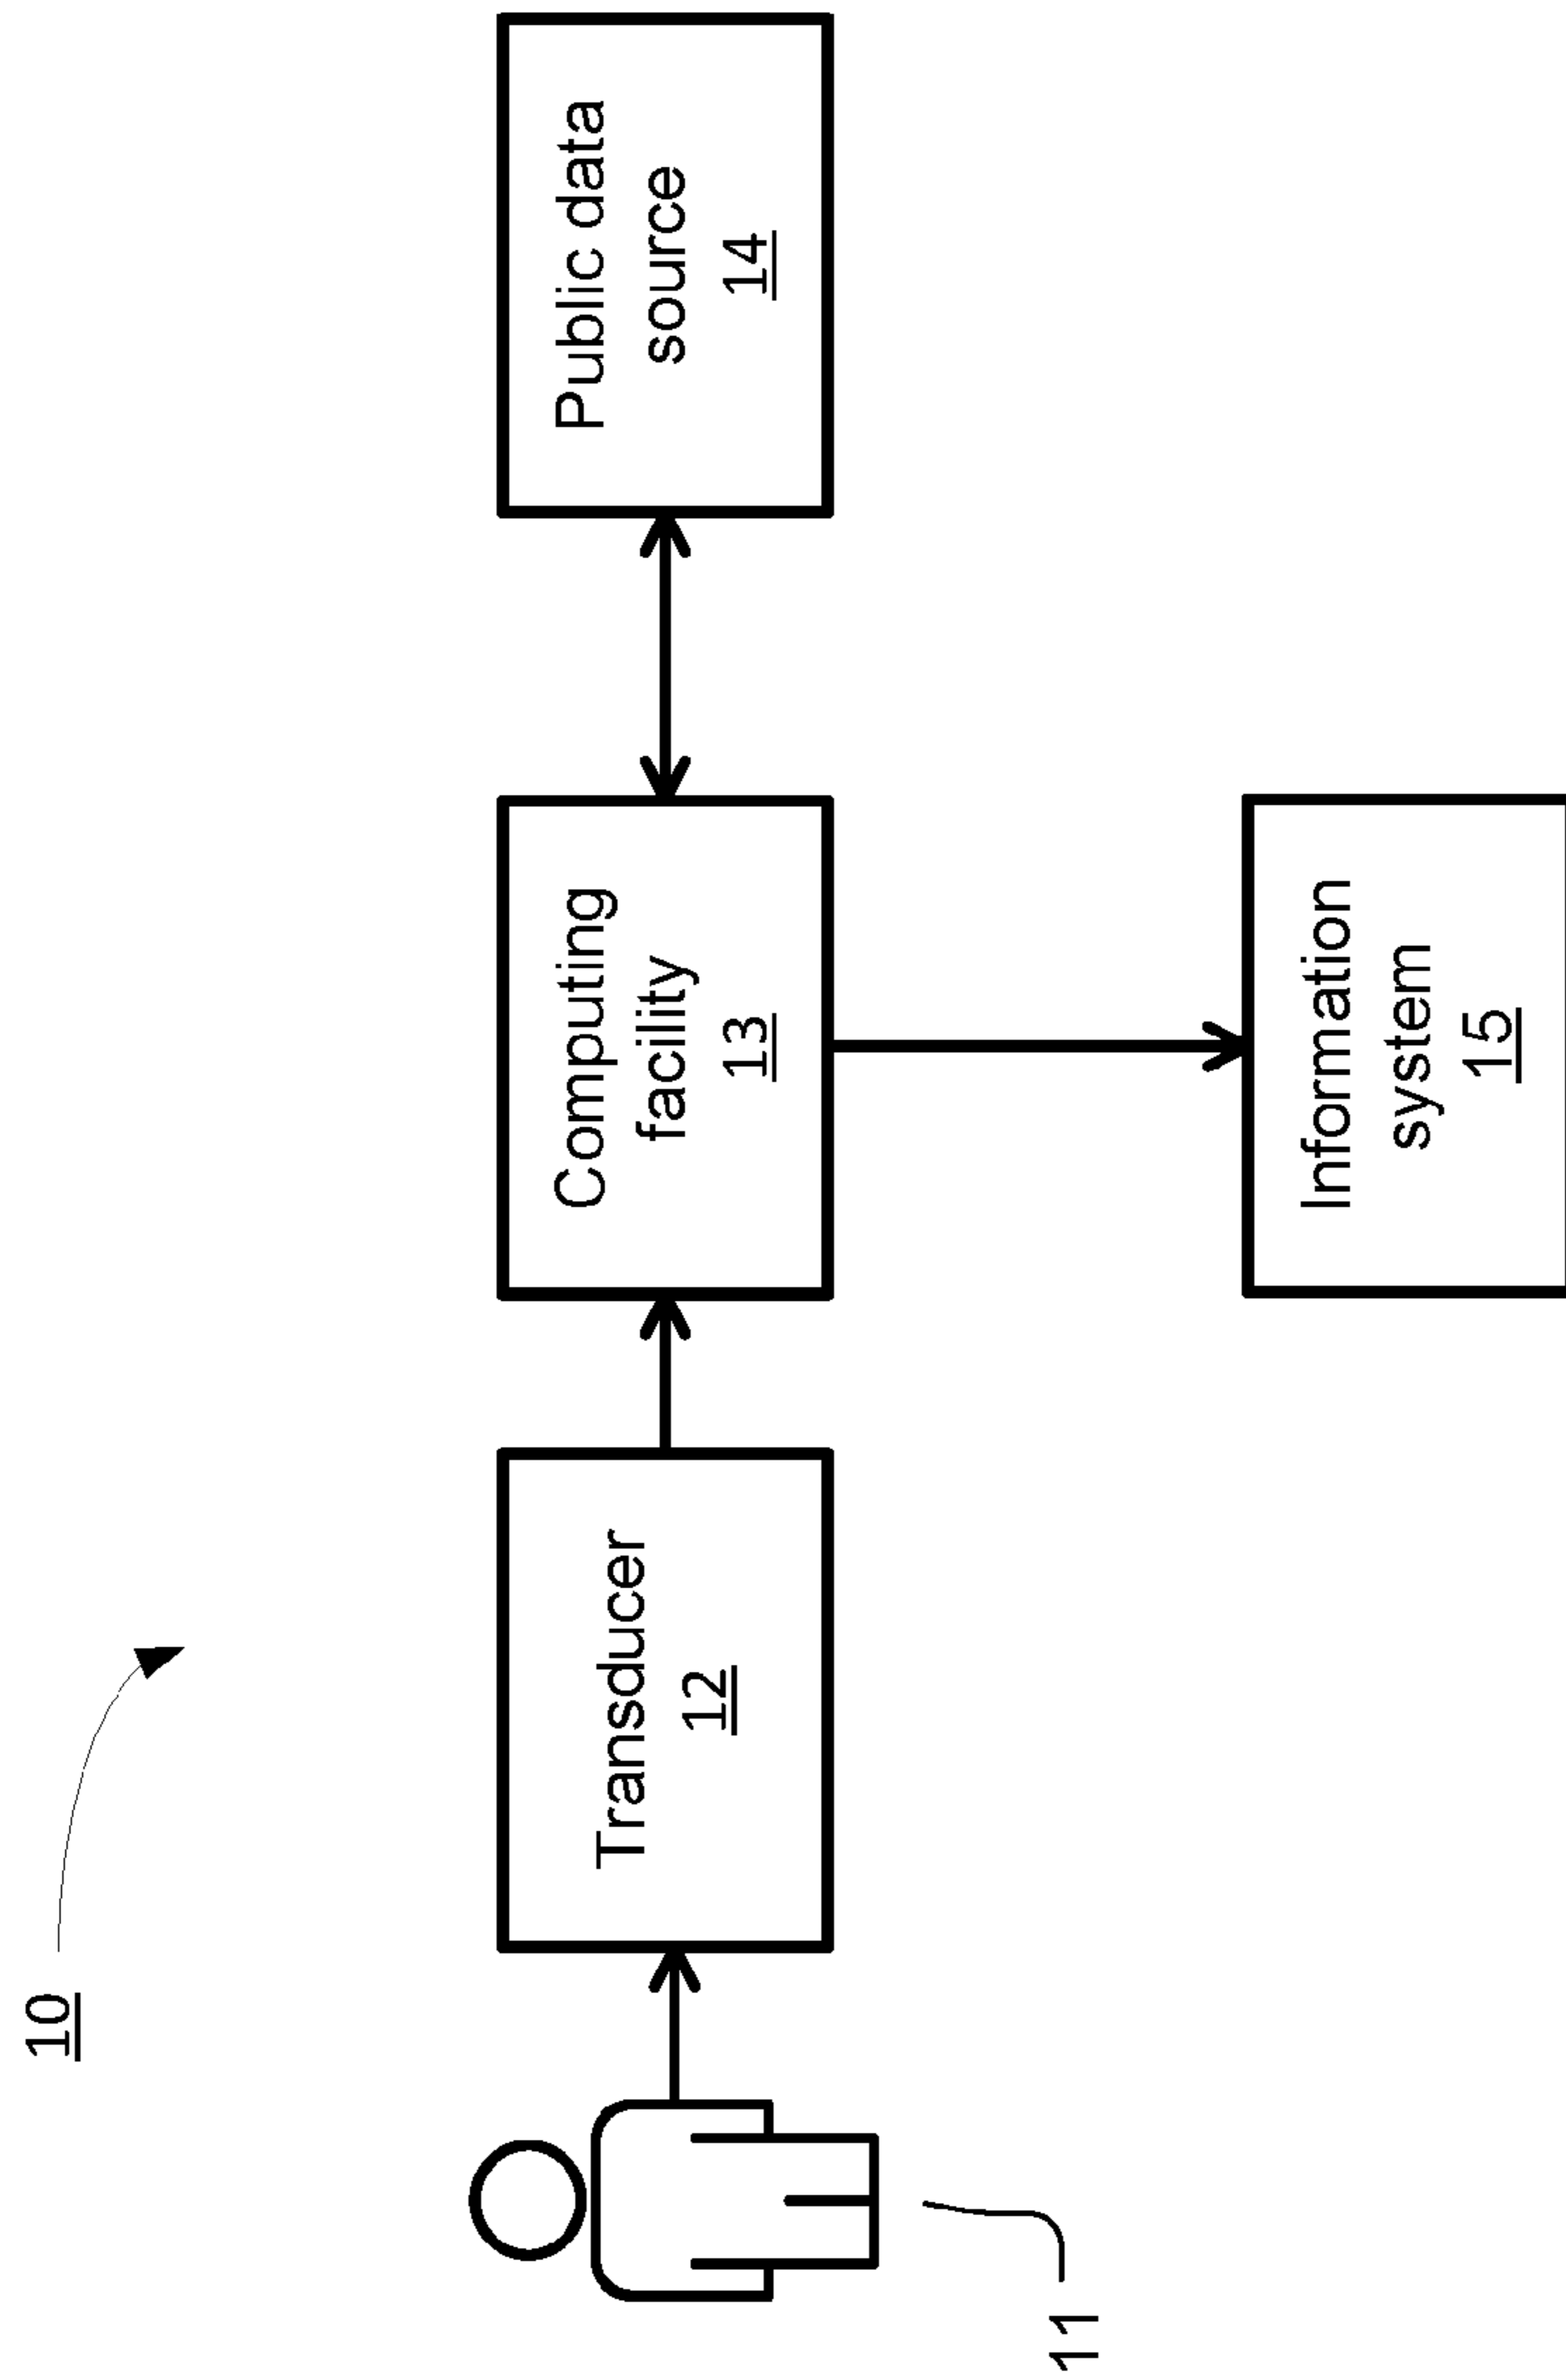 10
11
Transducer
12
Computing
facility
13
Public data
source
14
Information
system
15